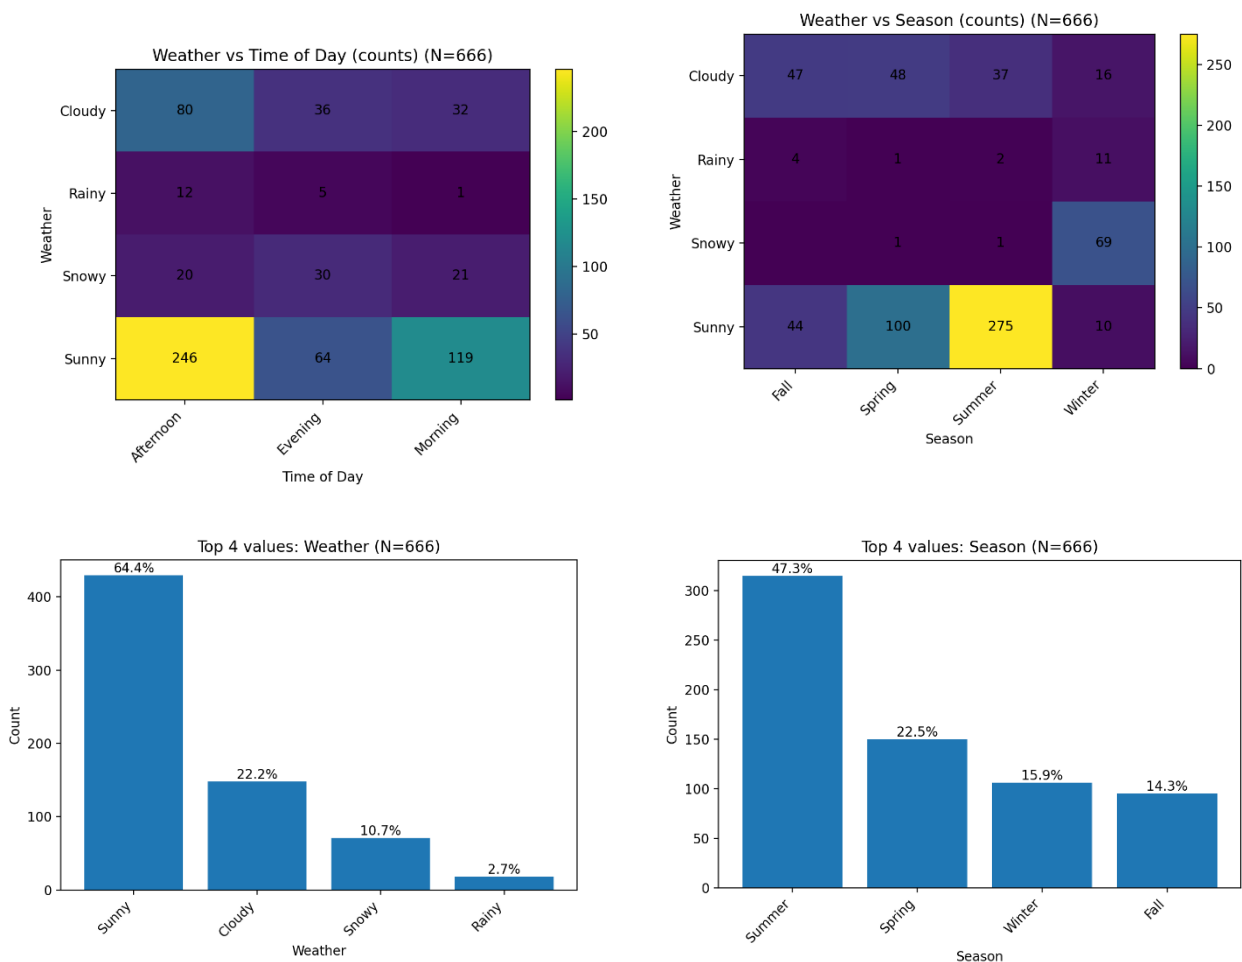 Weather vs Time of Day (counts) (N=666)
Cloudy 80 36 32
Rainy 12 5 1
Snowy 20 30 21
Sunny 246 64 119
Weather
Afternoon Evening Morning
Time of Day
200
150
100
50
Weather vs Season (counts) (N=666)
Cloudy 47 48 37 16
Rainy 4 1 2 11
Snowy 1 1 69
Sunny 44 100 275 10
Weather
Fall Spring Summer Winter
Season
250
200
150
100
50
0
Top 4 values: Weather (N=666)
64.4%
22.2%
10.7%
2.7%
400
300
200
100
0
Count
Sunny Cloudy Snowy Rainy
Weather
Top 4 values: Season (N=666)
47.3%
22.5%
15.9%
14.3%
300
250
200
150
100
50
0
Count
Summer Spring Winter Fall
Season